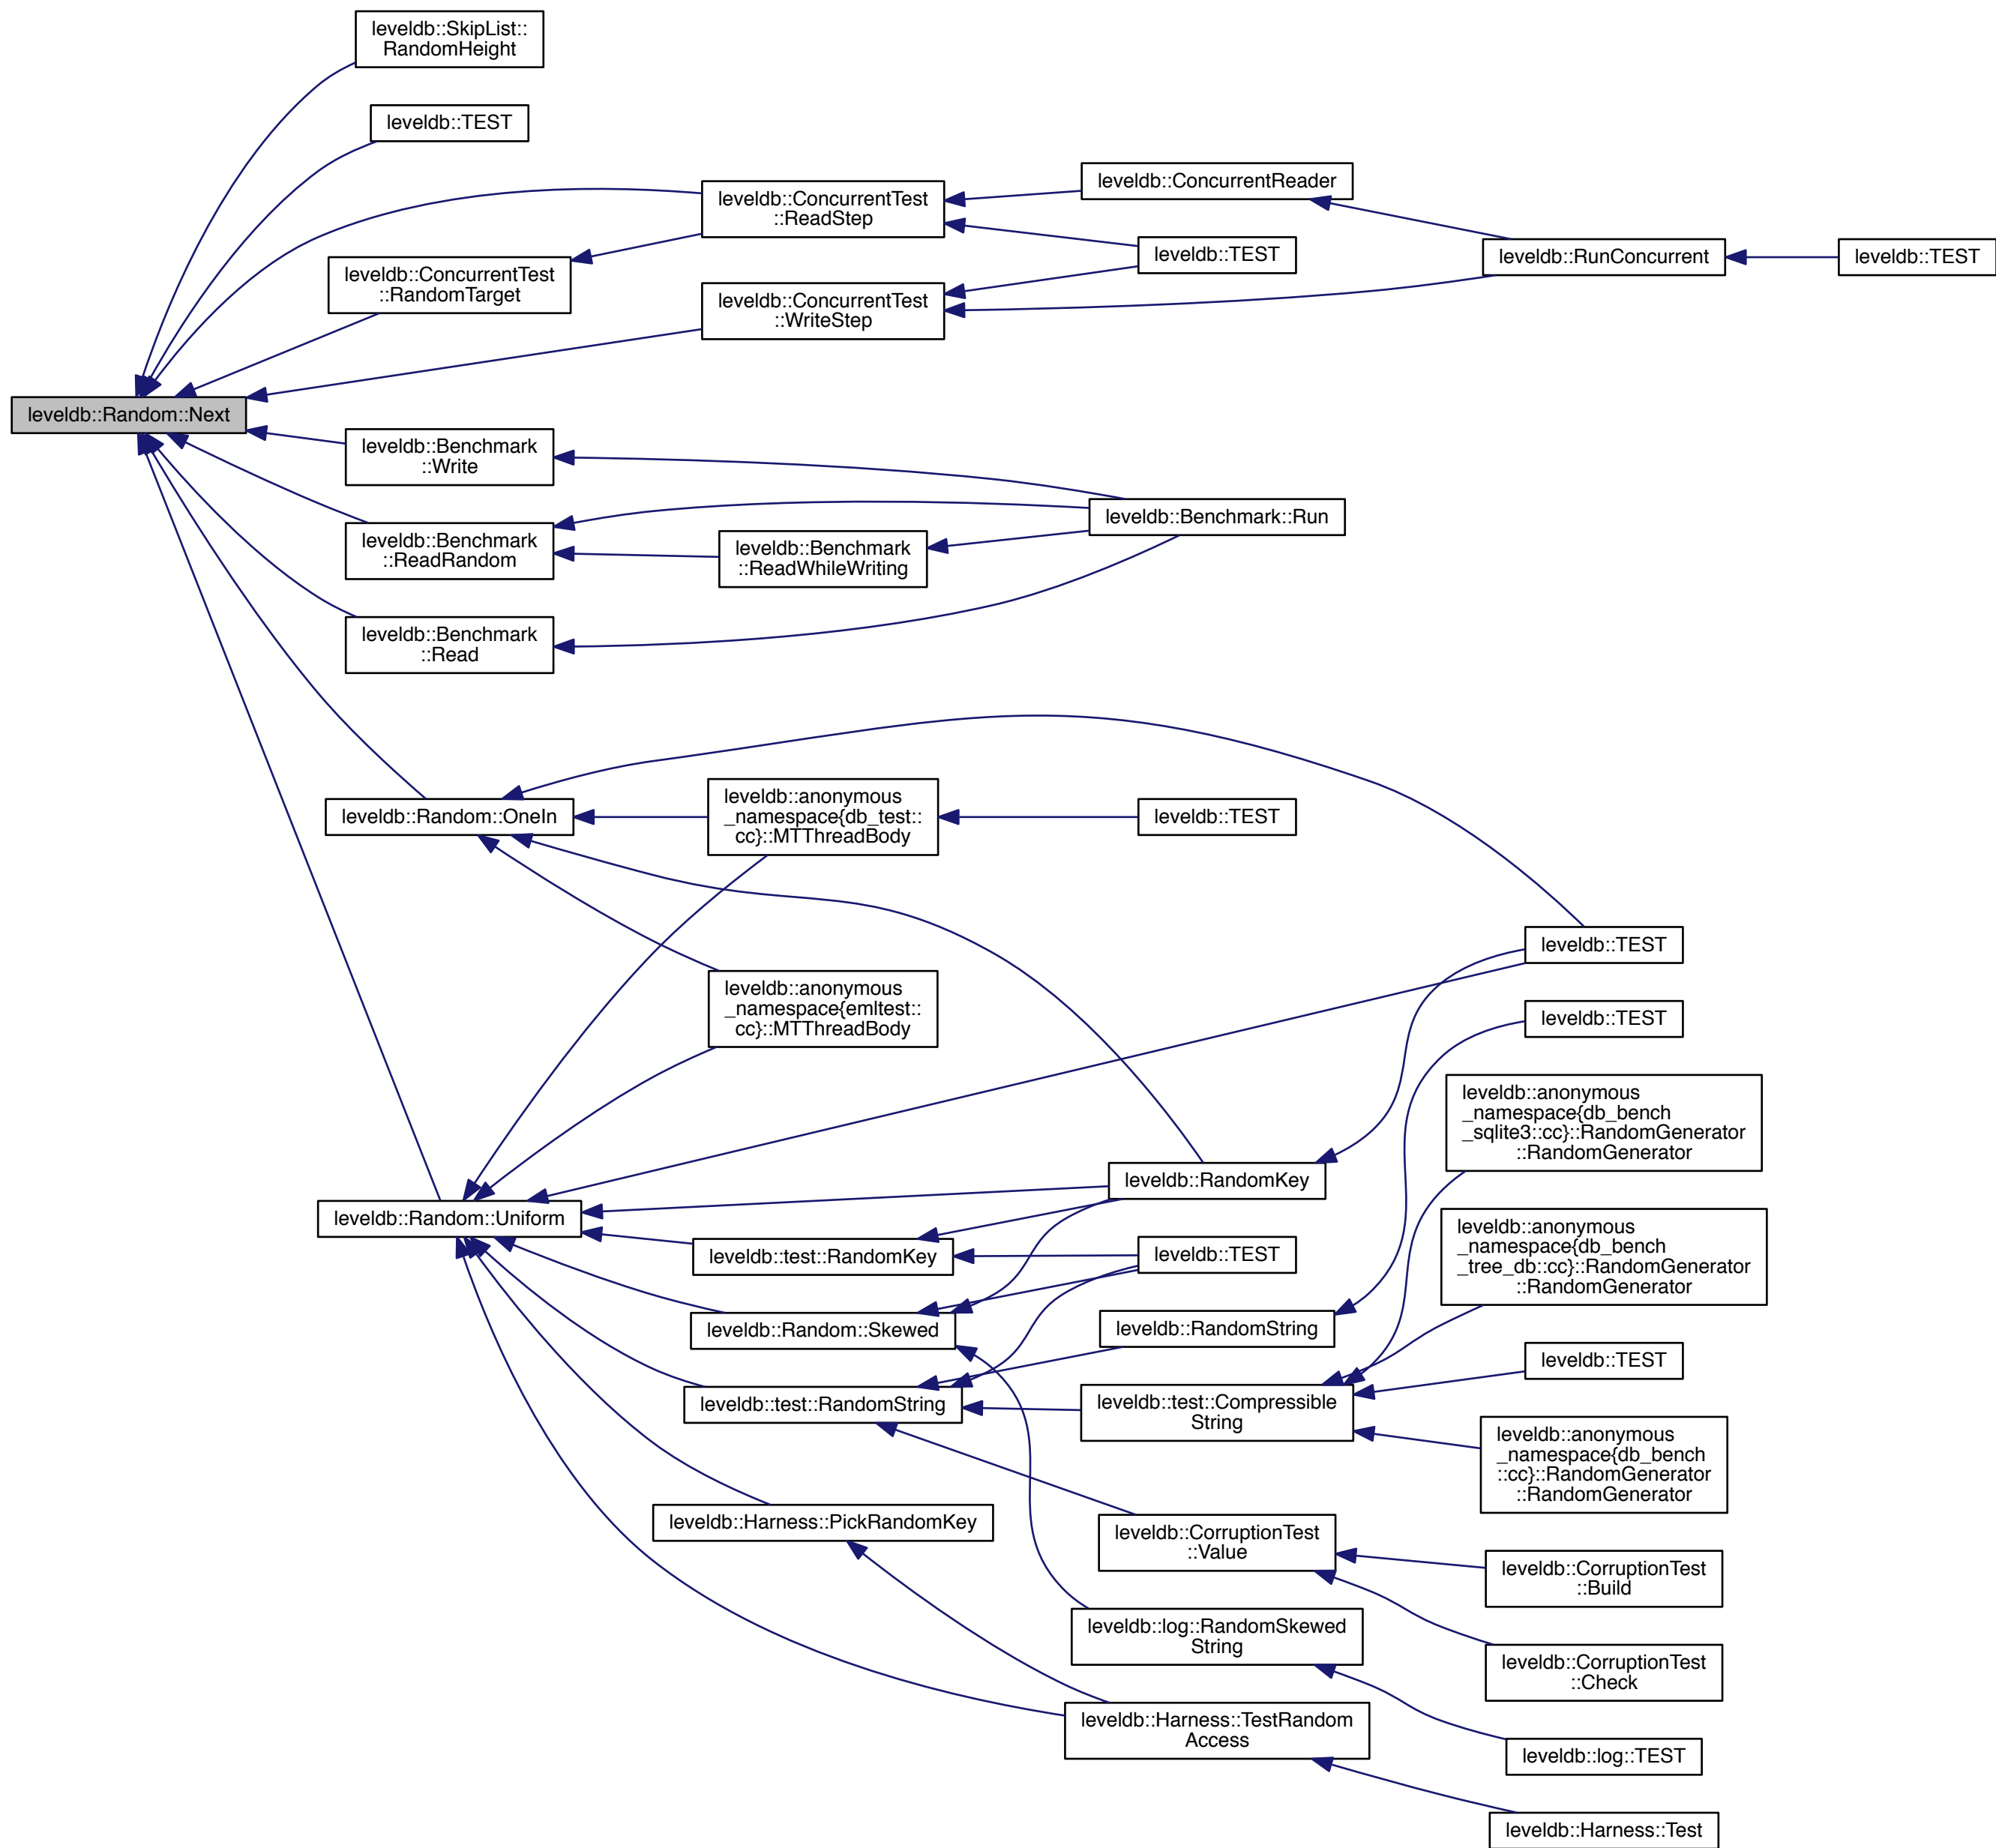 leveldb::SkipList::
RandomHeight
leveldb::TEST
leveldb::ConcurrentReader
leveldb::ConcurrentTest
::ReadStep
leveldb::TEST
leveldb::RunConcurrent
leveldb::TEST
leveldb::ConcurrentTest
::RandomTarget
leveldb::ConcurrentTest
::WriteStep
leveldb::Random::Next
leveldb::Benchmark
::Write
leveldb::Benchmark::Run
leveldb::Benchmark
::ReadRandom
leveldb::Benchmark
::ReadWhileWriting
leveldb::Benchmark
::Read
leveldb::Random::OneIn
leveldb::anonymous
_namespace{db_test::
cc}::MTThreadBody
leveldb::TEST
leveldb::TEST
leveldb::anonymous
_namespace{emltest::
cc}::MTThreadBody
leveldb::TEST
leveldb::anonymous
_namespace{db_bench
_sqlite3::cc}::RandomGenerator
::RandomGenerator
leveldb::RandomKey
leveldb::Random::Uniform
leveldb::test::RandomKey
leveldb::TEST
leveldb::anonymous
_namespace{db_bench
_tree_db::cc}::RandomGenerator
::RandomGenerator
leveldb::Random::Skewed
leveldb::RandomString
leveldb::TEST
leveldb::test::RandomString
leveldb::test::Compressible
String
leveldb::anonymous
_namespace{db_bench
::cc}::RandomGenerator
::RandomGenerator
leveldb::Harness::PickRandomKey
leveldb::CorruptionTest
::Value
leveldb::CorruptionTest
::Build
leveldb::log::RandomSkewed
String
leveldb::CorruptionTest
::Check
leveldb::Harness::TestRandom
Access
leveldb::log::TEST
leveldb::Harness::Test